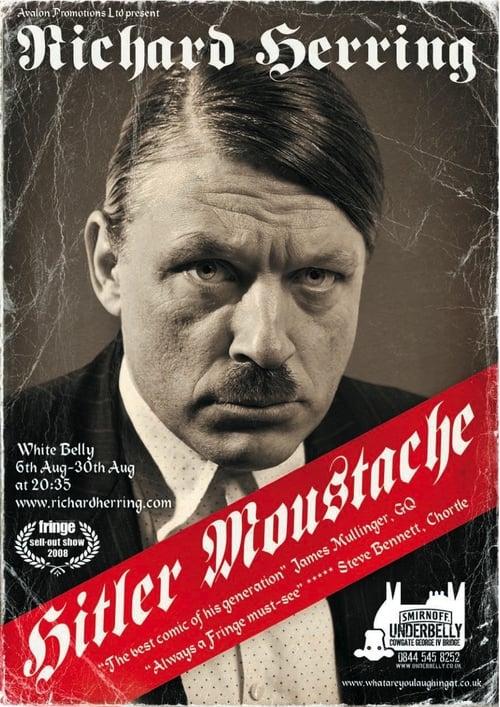 Avalon Promotions Ltd present
Richard Herring
White Belly
6th Aug-30th Aug
at 20:35
www.richardherring.com
fringe
sell-out show
2008
Hitler Moustache
"The best comic of his generation" James Mullinger, GQ
"Always a Fringe must-see" ***** Steve Bennett, Chortle
SMIRNOFF
UNDERBELLY
COWGATE GEORGE IV BRIDGE
0844 545 8252
WWW.UNDERBELLY.CO.UK
www.whatareyoulaughingat.co.uk